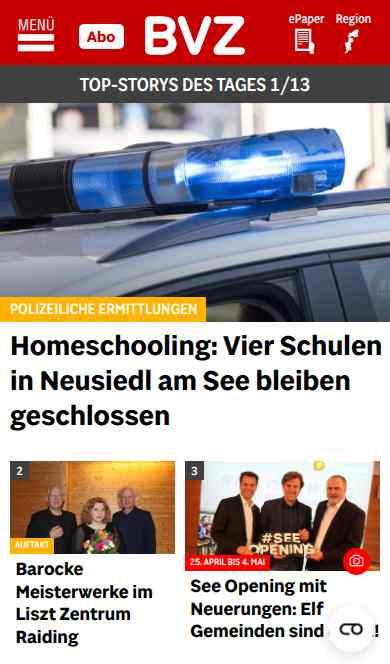 MENÜ
Abo
BVZ
ePaper
Region
TOP-STORYS DES TAGES 1/13
POLIZEILICHE ERMITTLUNGEN
Homeschooling: Vier Schulen
in Neusiedl am See bleiben
geschlossen
2
AUFTAKT
Barocke
Meisterwerke im
Liszt Zentrum
Raiding
3
#SEE
OPENING
25. APRIL BIS 4. MAI
See Opening mit
Neuerungen: Elf
Gemeinden sind !